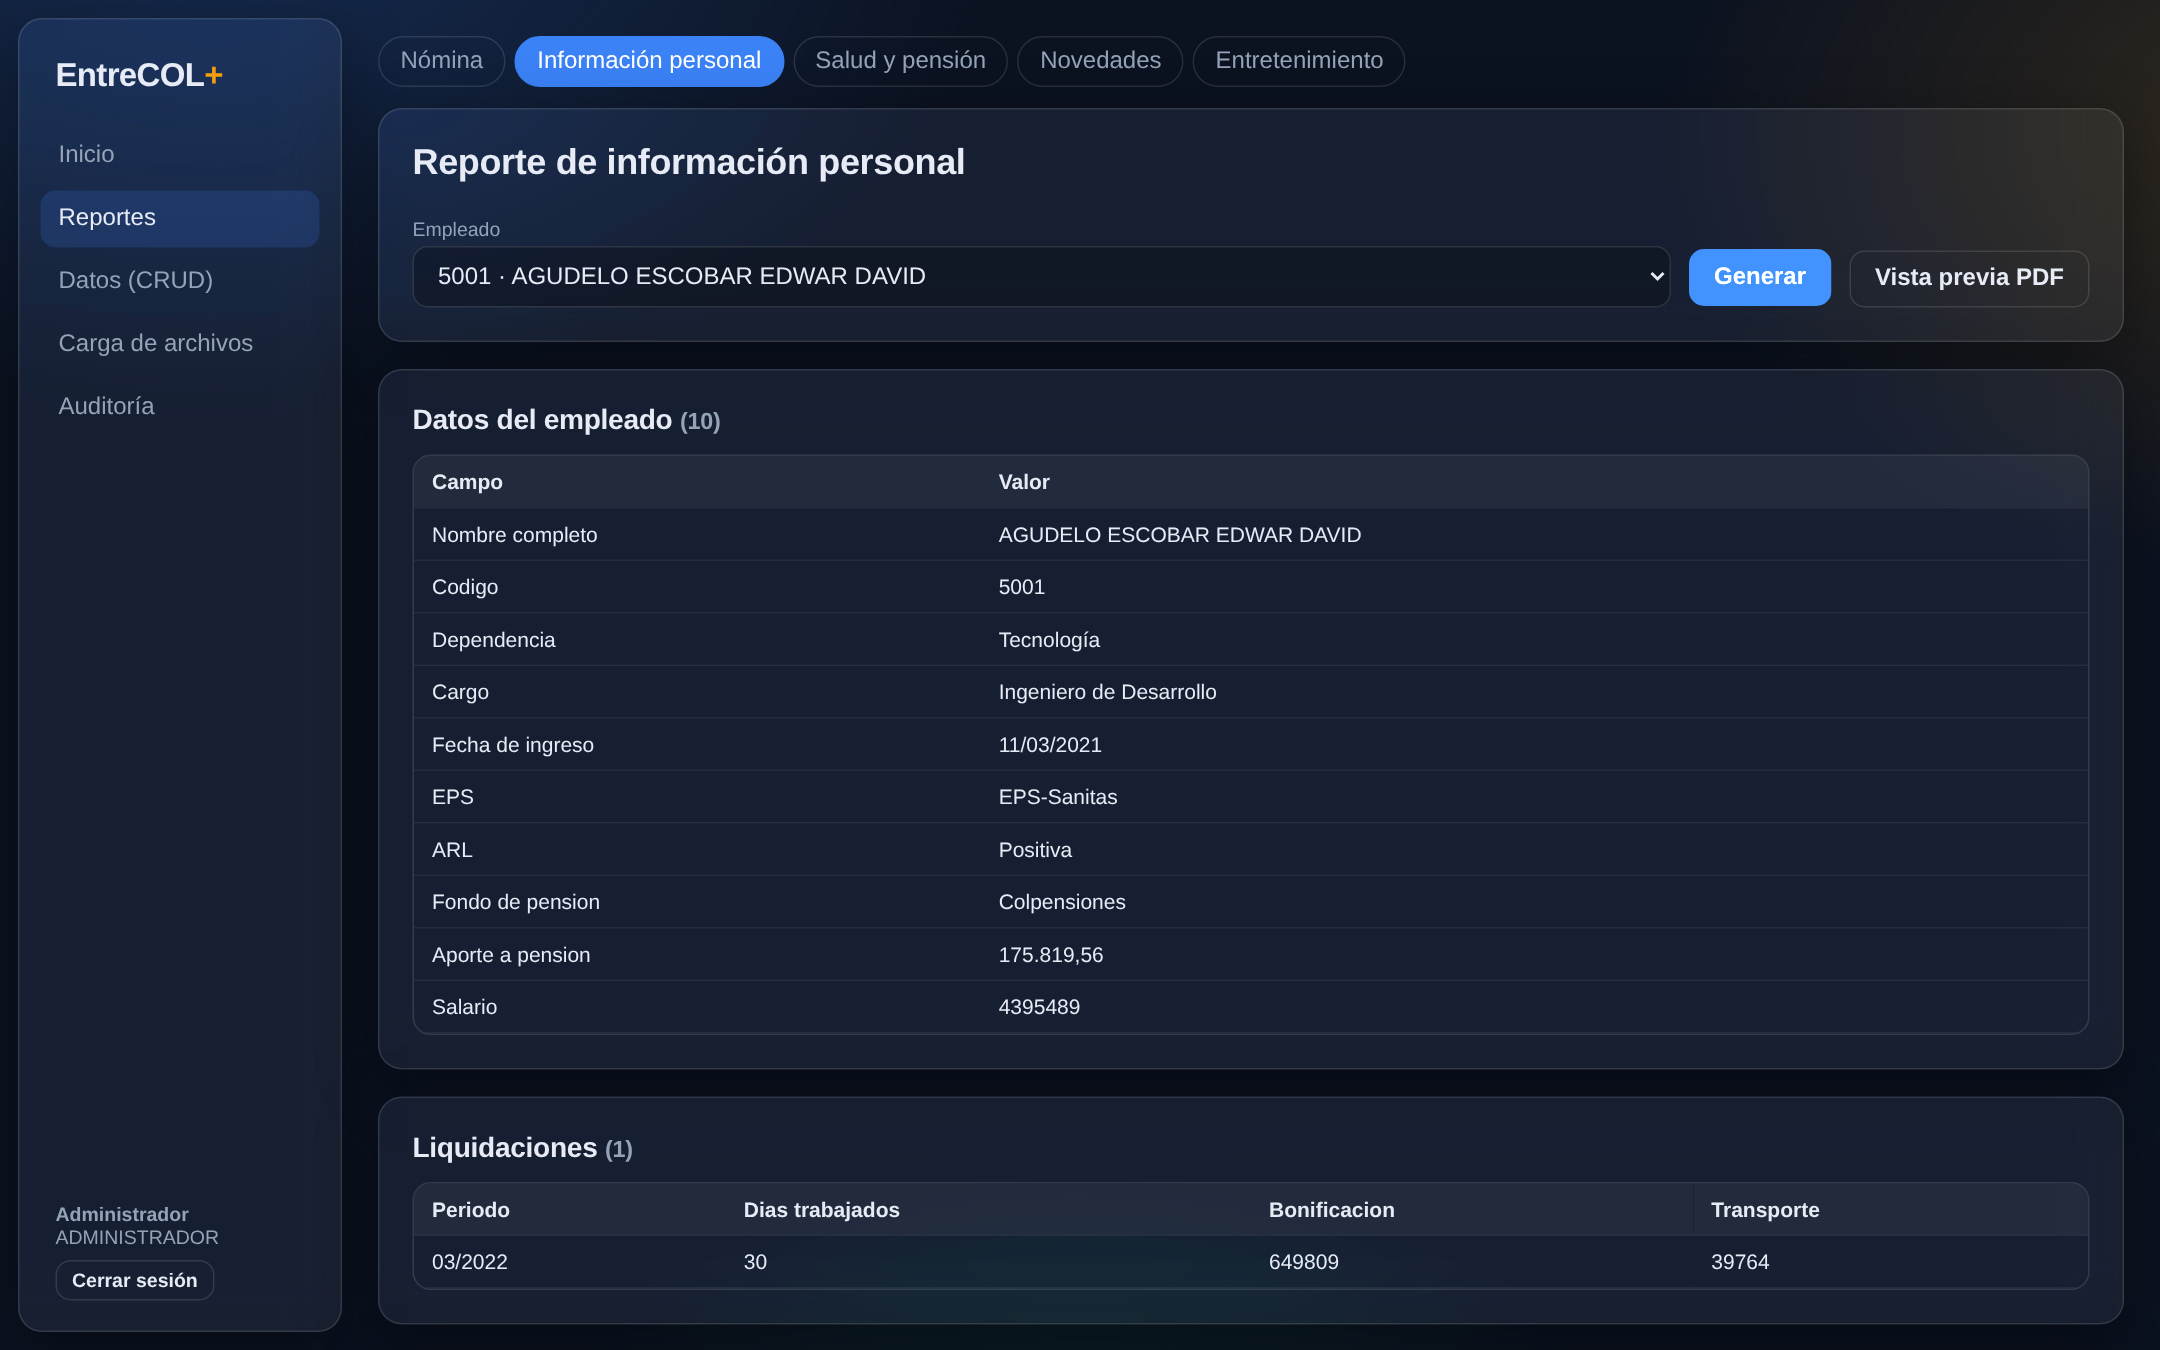 EntreCOL+
Inicio
Reportes
Datos (CRUD)
Carga de archivos
Auditoría
Administrador
ADMINISTRADOR
Cerrar sesión
Nómina
Información personal
Salud y pensión
Novedades
Entretenimiento
Reporte de información personal
Empleado
5001 · AGUDELO ESCOBAR EDWAR DAVID
Generar
Vista previa PDF
Datos del empleado (10)
Campo Valor
Nombre completo AGUDELO ESCOBAR EDWAR DAVID
Codigo 5001
Dependencia Tecnología
Cargo Ingeniero de Desarrollo
Fecha de ingreso 11/03/2021
EPS EPS-Sanitas
ARL Positiva
Fondo de pension Colpensiones
Aporte a pension 175.819,56
Salario 4395489
Liquidaciones (1)
Periodo Dias trabajados Bonificacion Transporte
03/2022 30 649809 39764